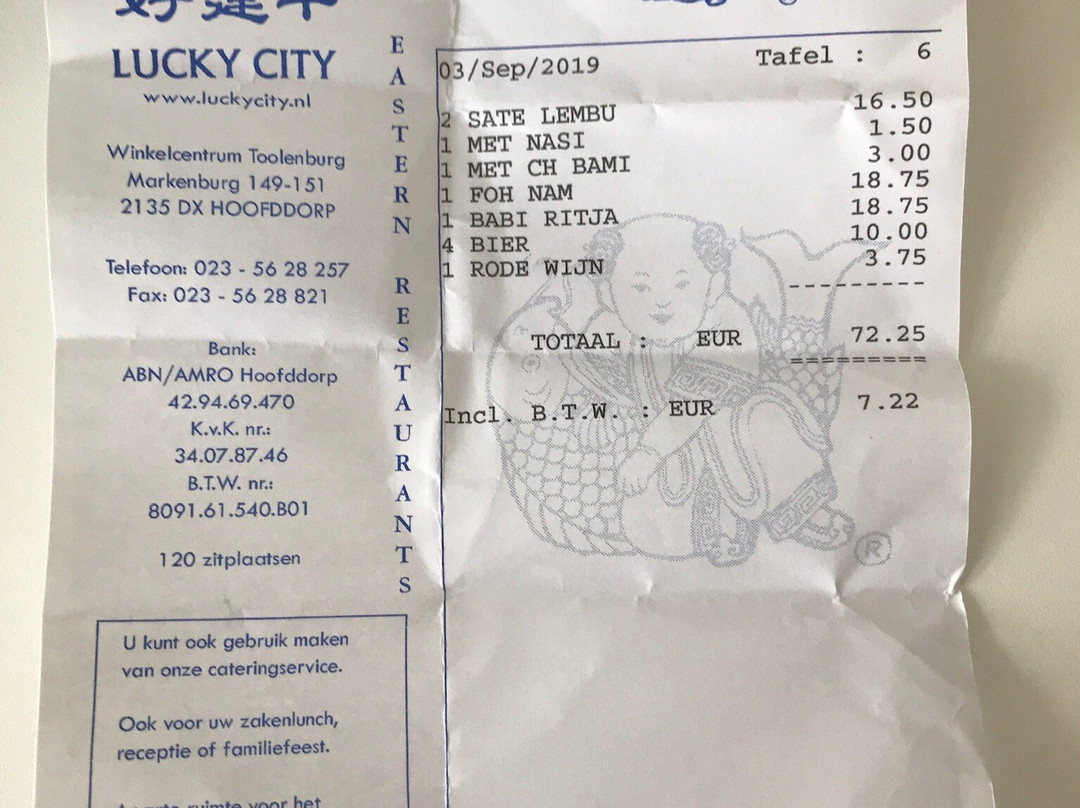 LUCKY CITY
www.luckycity.nl
Winkelcentrum Toolenburg
Markenburg 149-151
2135 DX HOOFDDORP
Telefoon: 023 - 56 28 257
Fax: 023 - 56 28 821
Bank:
ABN/AMRO Hoofddorp
42.94.69.470
K.v.K. nr.:
34.07.87.46
B.T.W. nr.:
8091.61.540.B01
120 zitplaatsen
U kunt ook gebruik maken
van onze cateringservice.
Ook voor uw zakenlunch,
receptie of familiefeest.
ruimte voor het
EASTERN RESTAURANTS
03/Sep/2019 Tafel : 6
2 SATE LEMBU 16.50
1 MET NASI 1.50
1 MET CH BAMI 3.00
1 FOH NAM 18.75
1 BABI RITJA 18.75
4 BIER 10.00
1 RODE WIJN 3.75
---------
TOTAAL : EUR 72.25
=========
Incl. B.T.W. : EUR 7.22
®